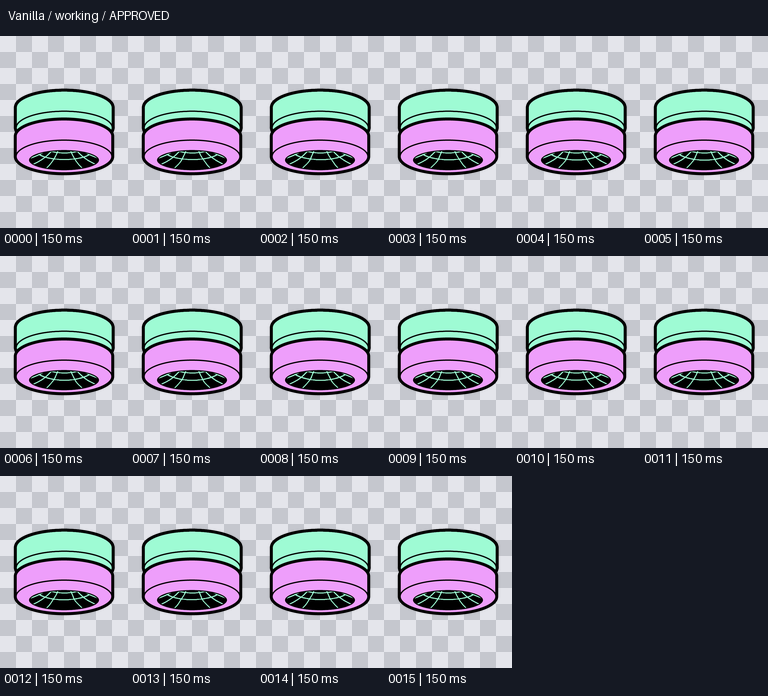 Vanilla / working / APPROVED
0000 | 150 ms 0001 | 150 ms 0002 | 150 ms 0003 | 150 ms 0004 | 150 ms 0005 | 150 ms
0006 | 150 ms 0007 | 150 ms 0008 | 150 ms 0009 | 150 ms 0010 | 150 ms 0011 | 150 ms
0012 | 150 ms 0013 | 150 ms 0014 | 150 ms 0015 | 150 ms